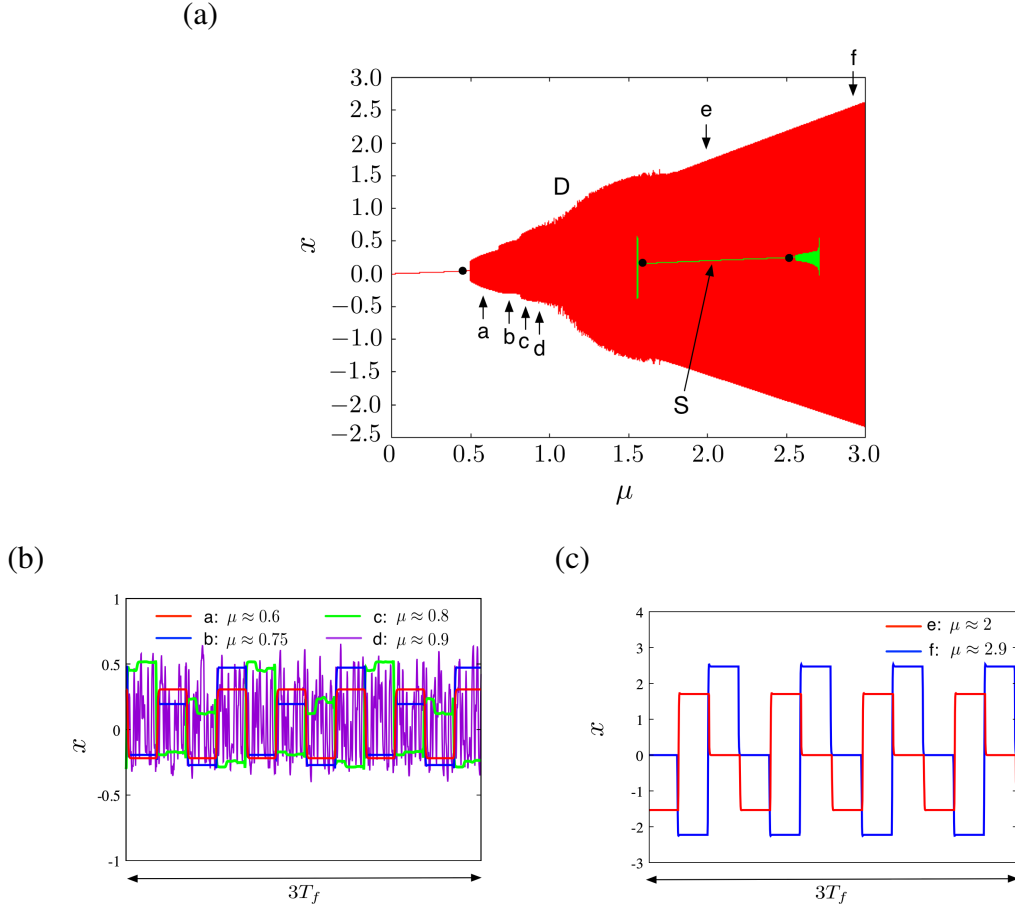 (a)
f
3.0
2.5
e
2.0
1.5
D
1.0
0.5
x
0.0
−0.5
a
b
c
d
−1.0
−1.5
S
−2.0
−2.5
0 0.5 1.0 1.5 2.0 2.5 3.0
μ
(b)
1
a: μ ≈ 0.6
c: μ ≈ 0.8
b: μ ≈ 0.75
d: μ ≈ 0.9
0.5
0
x
-0.5
-1
3T_f
(c)
4
e: μ ≈ 2
3
f: μ ≈ 2.9
2
1
x
0
-1
-2
-3
3T_f